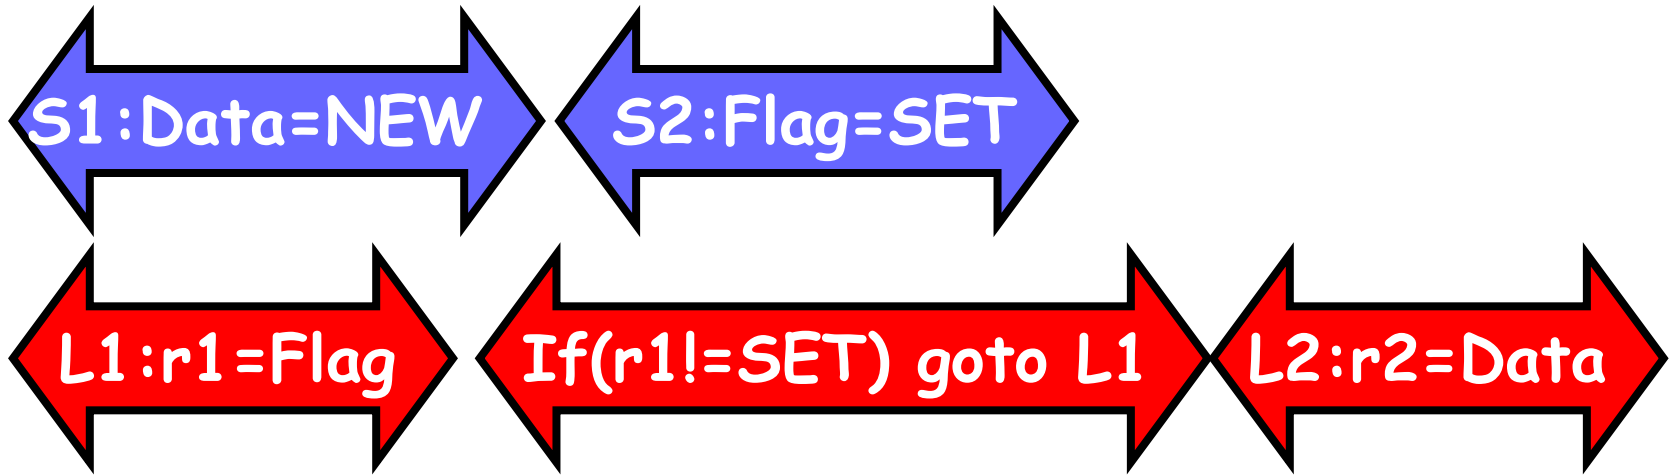 S1:Data=NEW S2:Flag=SET
L1:r1=Flag If(r1!=SET) goto L1 L2:r2=Data